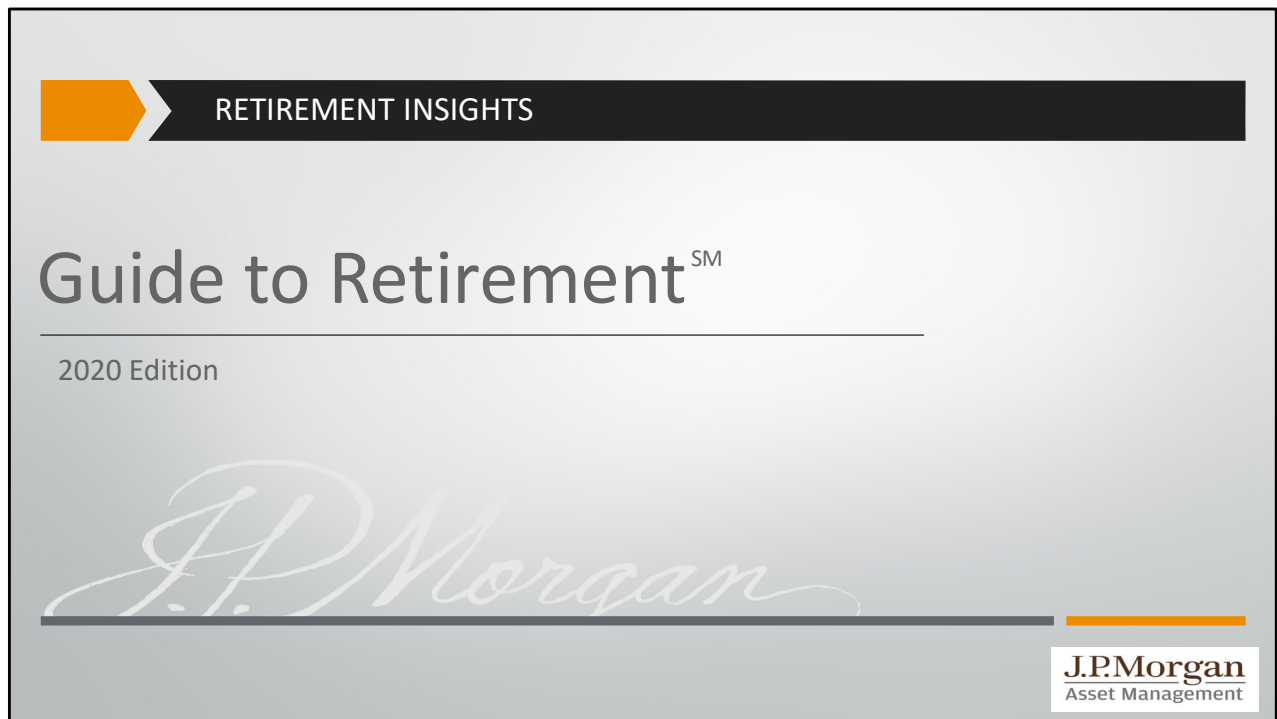 RETIREMENT INSIGHTS
Guide to Retirement℠
2020 Edition
J.P. Morgan
J.P.Morgan
Asset Management